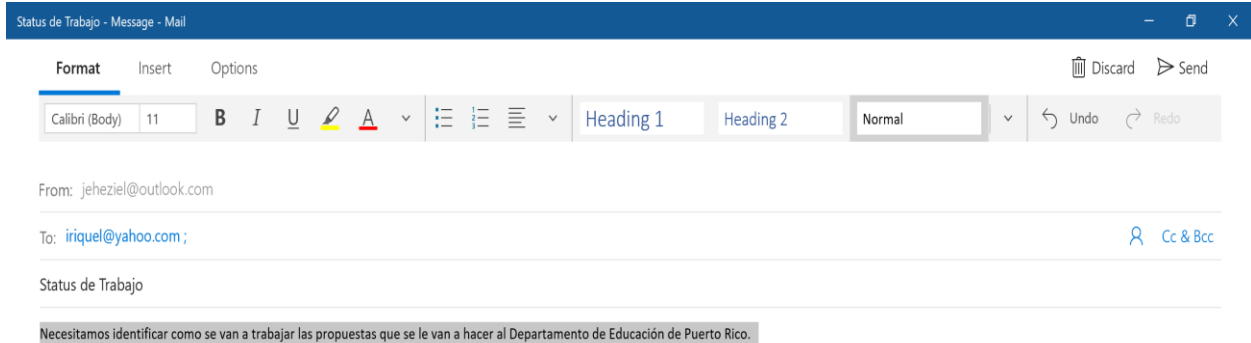 Status de Trabajo - Message - Mail
Format Insert Options Discard Send
Calibri (Body) 11 B I U A Heading 1 Heading 2 Normal Undo Redo
From: jeheziel@outlook.com
To: iriquel@yahoo.com ; Cc & Bcc
Status de Trabajo
Necesitamos identificar como se van a trabajar las propuestas que se le van a hacer al Departamento de Educación de Puerto Rico.